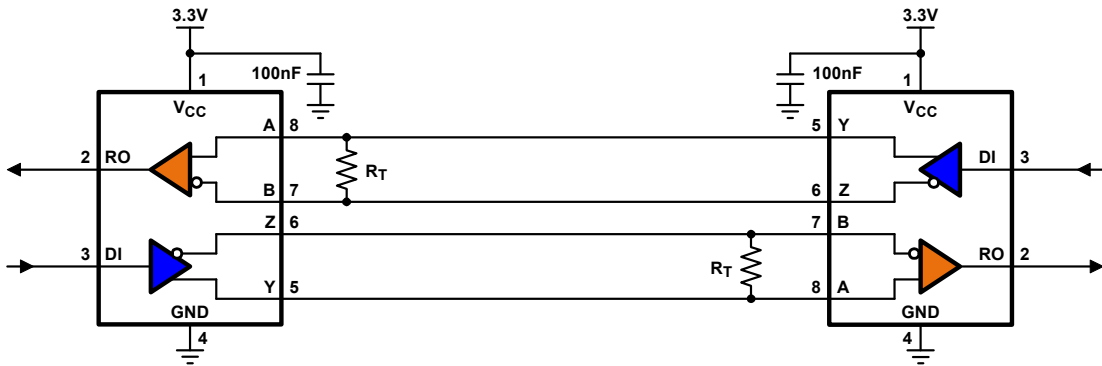 3.3V
3.3V
100nF
100nF
1
1
VCC
VCC
A
8
5
Y
2
RO
RT
DI
3
B
7
6
Z
Z
6
7
B
3
DI
RT
RO
2
Y
5
8
A
GND
GND
4
4